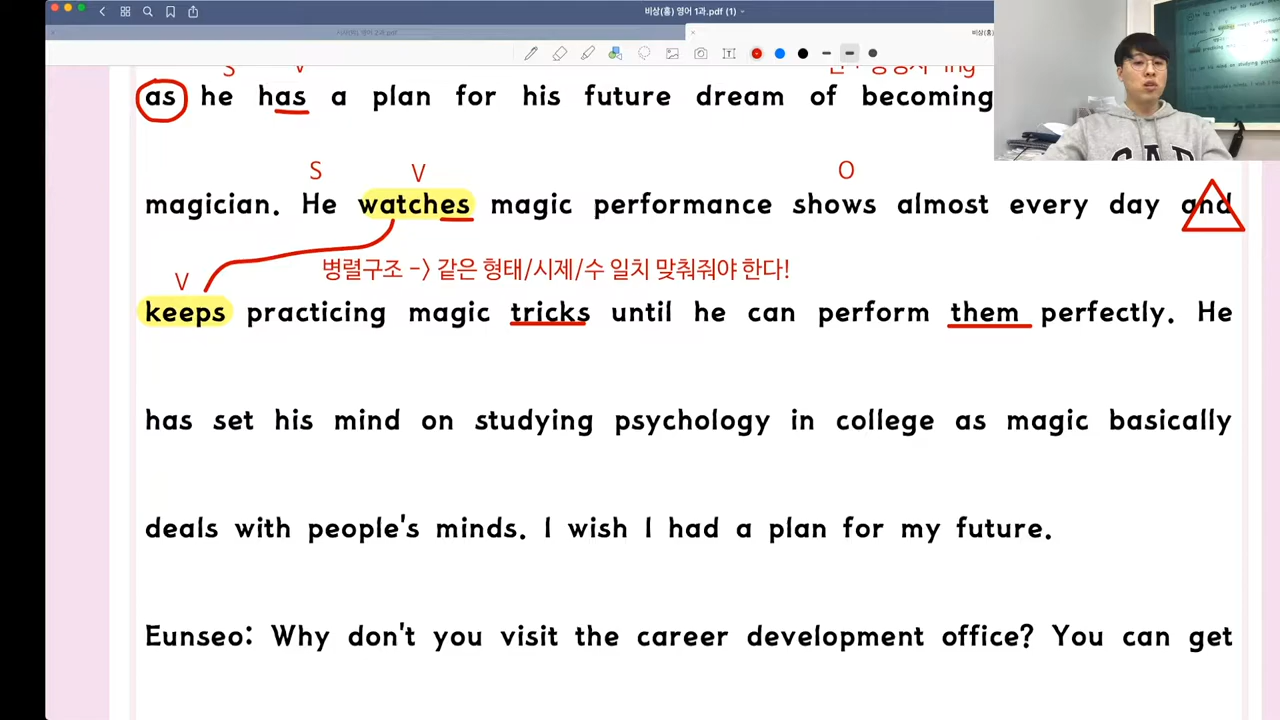 비상(홍) 영어 1과.pdf (1)
as he has a plan for his future dream of becoming
S V O
magician. He watches magic performance shows almost every day and
V 병렬구조 -> 같은 형태/시제/수 일치 맞춰줘야 한다!
keeps practicing magic tricks until he can perform them perfectly. He
has set his mind on studying psychology in college as magic basically
deals with people's minds. I wish I had a plan for my future.
Eunseo: Why don't you visit the career development office? You can get